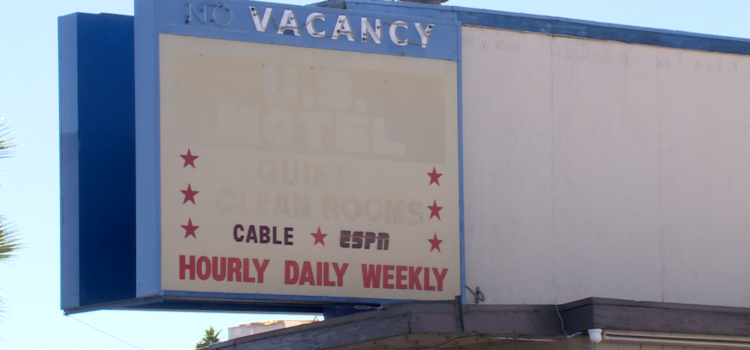 NO VACANCY
U.S.
MOTEL
QUIET
CLEAN ROOMS
CABLE ★ ESPN
HOURLY DAILY WEEKLY